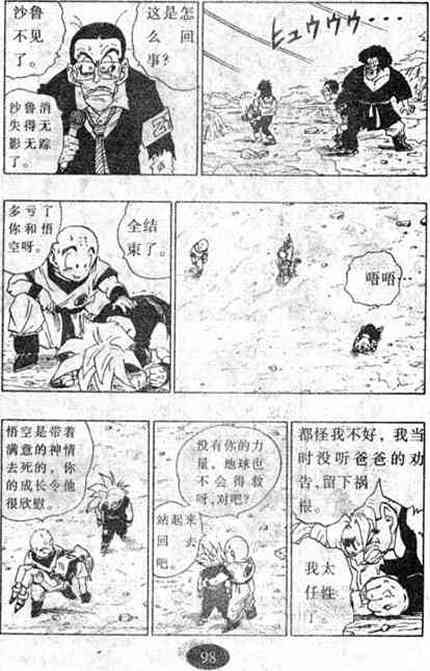 ヒュウウウ・・・
这是怎
么回
事？
沙鲁
不见
了。
沙鲁消
失得无
影无踪
了。
唔唔…
全结
束了。
多亏了
你和悟
空呀。
都怪我不好，我当
时没听爸爸的劝
告，留下祸
根。
我太
任性
了。
没有你的力
量，地球也
不会得救
呀，对吧？
站起来
回去
吧。
悟空是带着
满意的神情
去死的，你
的成长令他
很欣慰。
98